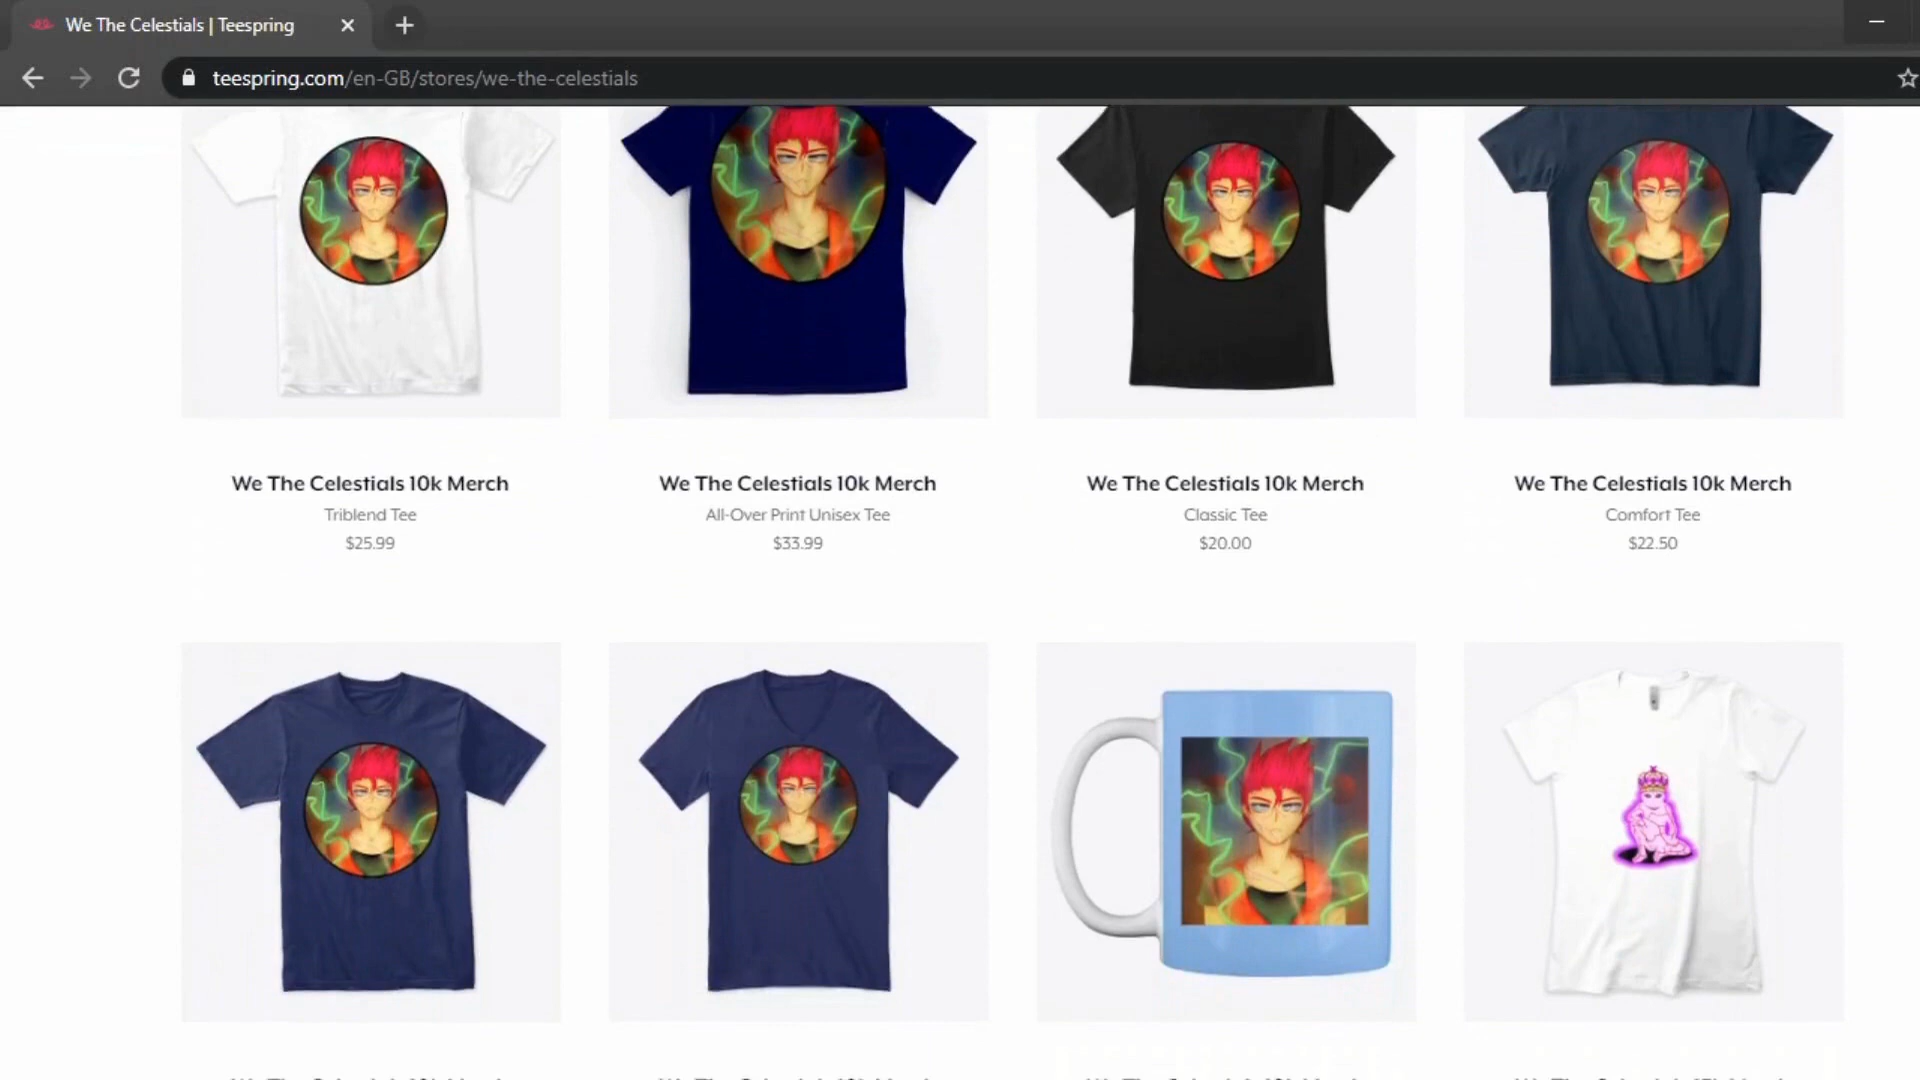 We The Celestials | Teespring
teespring.com/en-GB/stores/we-the-celestials
We The Celestials 10k Merch
Triblend Tee
$25.99
We The Celestials 10k Merch
All-Over Print Unisex Tee
$33.99
We The Celestials 10k Merch
Classic Tee
$20.00
We The Celestials 10k Merch
Comfort Tee
$22.50